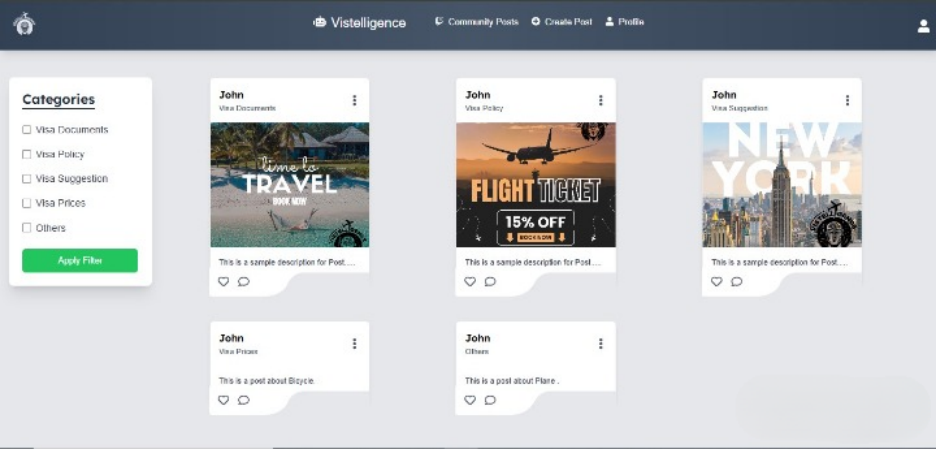 Vistelligence
Community Posts
Create Post
Profile
Categories
Visa Documents
Visa Policy
Visa Suggestion
Visa Prices
Others
Apply Filter
John
Visa Documents
time to
TRAVEL
BOOK NOW
This is a sample description for Post....
John
Visa Policy
FLIGHT TICKET
15% OFF
BOOK NOW
This is a sample description for Post....
John
Visa Suggestion
NEW
YORK
This is a sample description for Post....
John
Visa Prices
This is a post about Bicycle.
John
Others
This is a post about Plane .